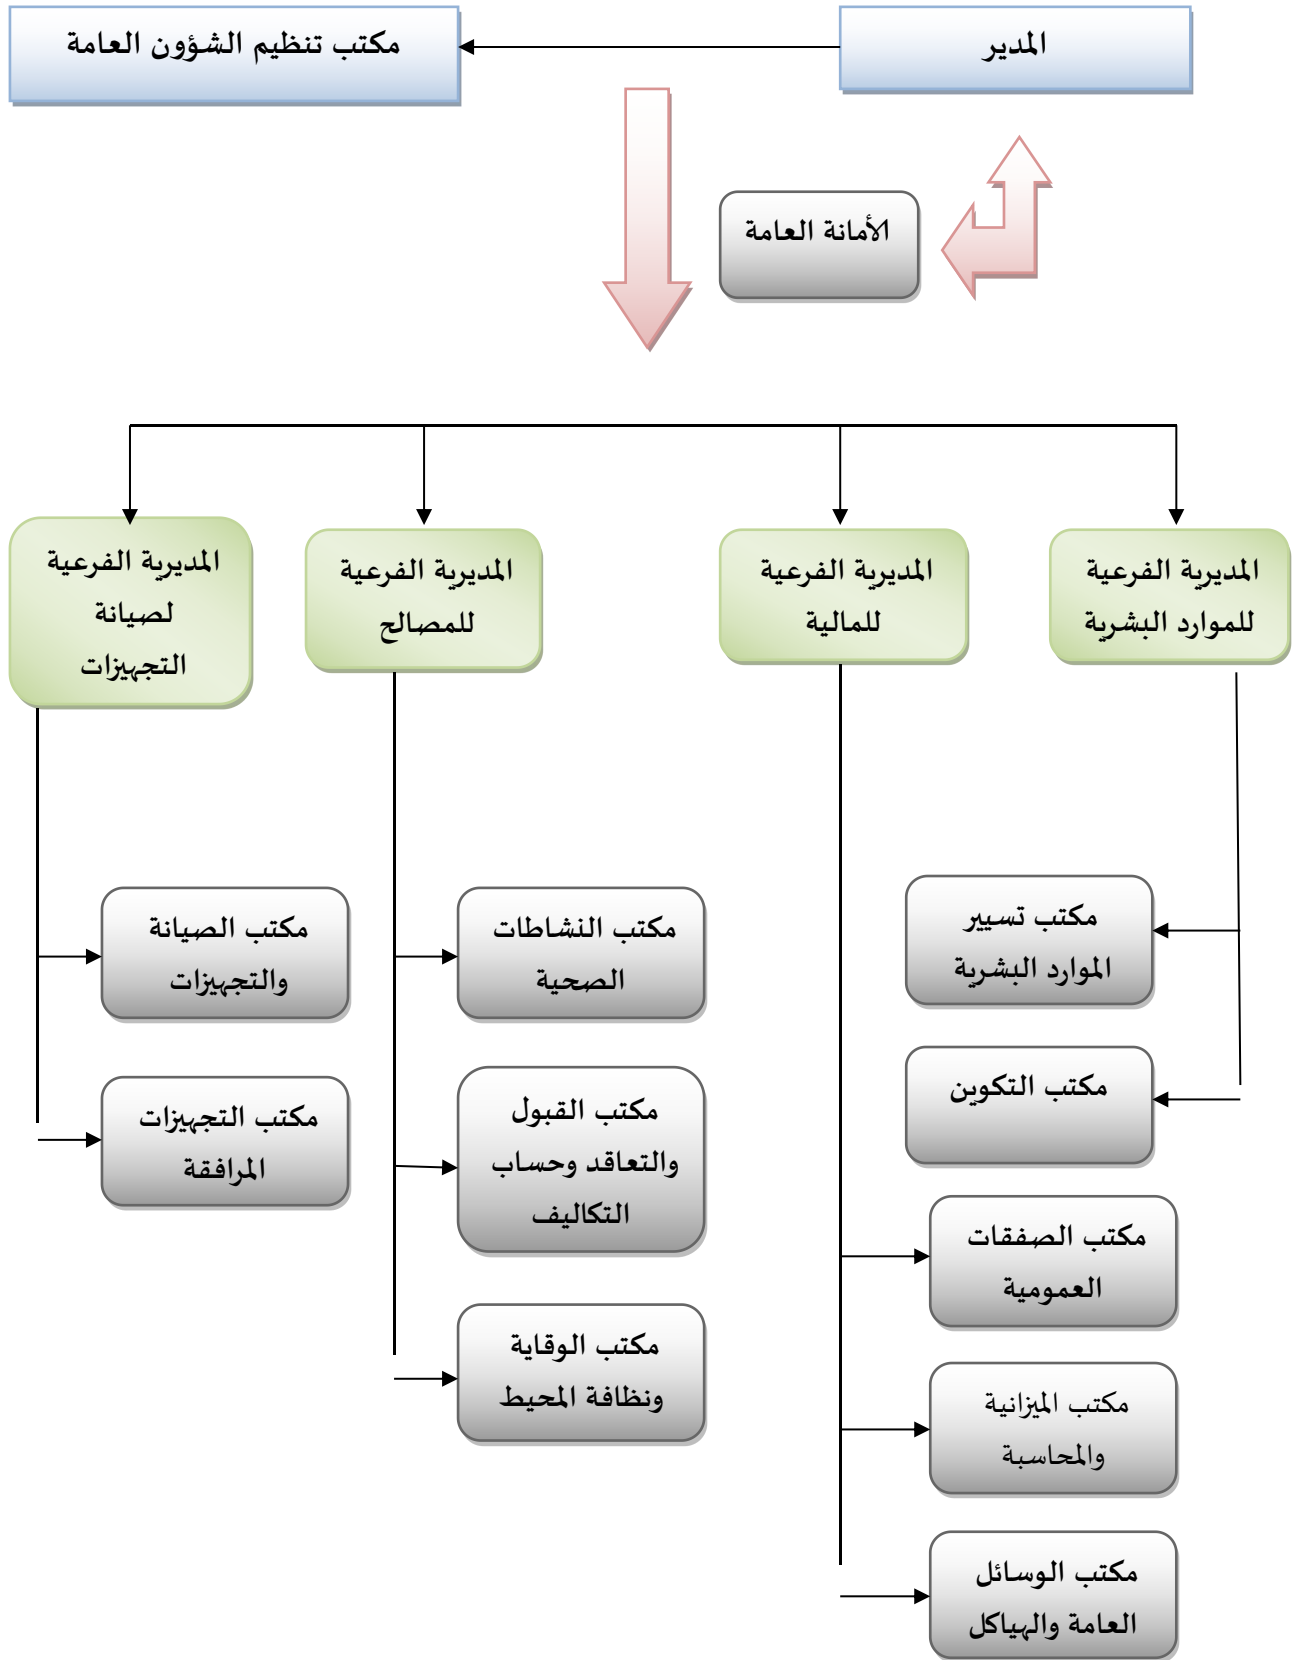 المدير
مكتب تنظيم الشؤون العامة
الأمانة العامة
المديرية الفرعية
للموارد البشرية
المديرية الفرعية
للمالية
المديرية الفرعية
للمصالح
المديرية الفرعية
لصيانة
التجهيزات
مكتب تسيير
الموارد البشرية
مكتب التكوين
مكتب الصفقات
العمومية
مكتب الميزانية
والمحاسبة
مكتب الوسائل
العامة والهياكل
مكتب النشاطات
الصحية
مكتب القبول
والتعاقد وحساب
التكاليف
مكتب الوقاية
ونظافة المحيط
مكتب الصيانة
والتجهيزات
مكتب التجهيزات
المرافقة